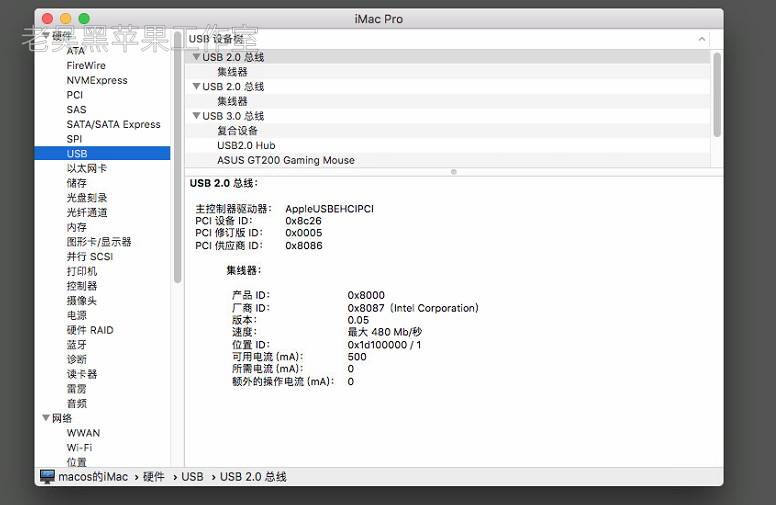 iMac Pro
老吴黑苹果工作室
硬件
ATA
FireWire
NVMExpress
PCI
SAS
SATA/SATA Express
SPI
USB
以太网卡
储存
光盘刻录
光纤通道
内存
图形卡/显示器
并行 SCSI
打印机
控制器
摄像头
电源
硬件 RAID
蓝牙
诊断
读卡器
雷雳
音频
网络
WWAN
Wi-Fi
位置
USB 设备树
USB 2.0 总线
集线器
USB 2.0 总线
集线器
USB 3.0 总线
复合设备
USB2.0 Hub
ASUS GT200 Gaming Mouse
USB 2.0 总线:
主控制器驱动器: AppleUSBEHCIPCI
PCI 设备 ID: 0x8c26
PCI 修订版 ID: 0x0005
PCI 供应商 ID: 0x8086
集线器:
产品 ID: 0x8000
厂商 ID: 0x8087 (Intel Corporation)
版本: 0.05
速度: 最大 480 Mb/秒
位置 ID: 0x1d100000 / 1
可用电流 (mA): 500
所需电流 (mA): 0
额外的操作电流 (mA): 0
macos的iMac › 硬件 › USB › USB 2.0 总线